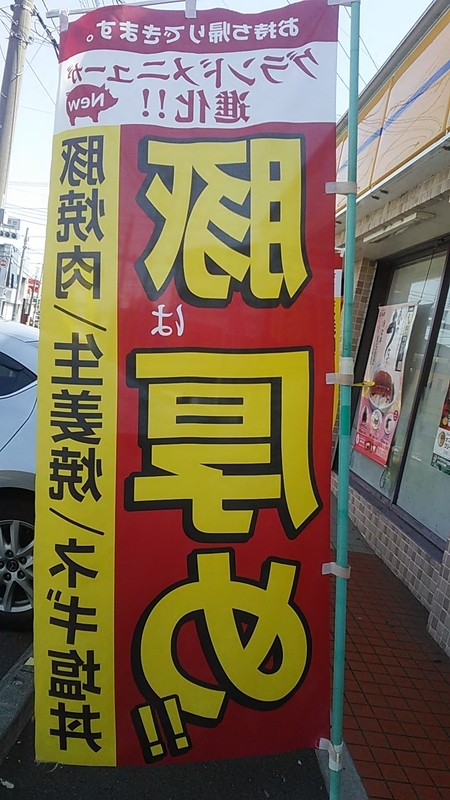 お持ち帰りできます。
グランドメニューが
進化!!
New
豚
は
厚め!!
豚焼肉/生姜焼/ネギ塩丼